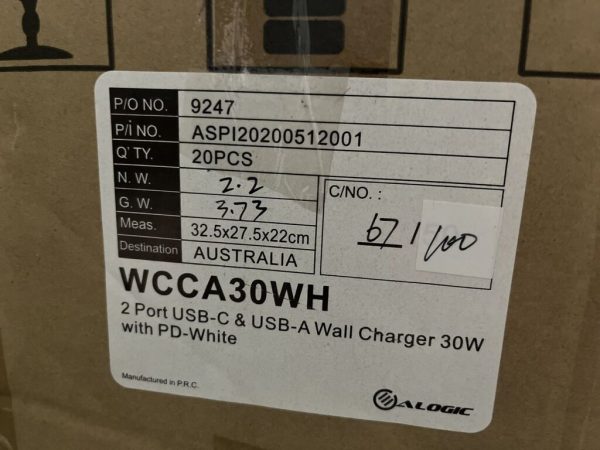 P/O NO. 9247
P/i NO. ASPI20200512001
Q'TY. 20PCS
N. W. 2.2
G. W. 3.73
Meas. 32.5x27.5x22cm
Destination AUSTRALIA
C/NO. :
67/100
WCCA30WH
2 Port USB-C & USB-A Wall Charger 30W
with PD-White
Manufactured in P.R.C.
ALOGIC